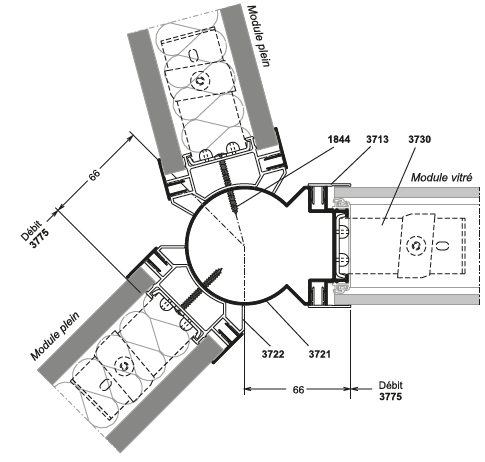 Module plein
1844
3713
3730
Module vitré
66
Débit
3775
Module plein
3722
3721
66
Débit
3775